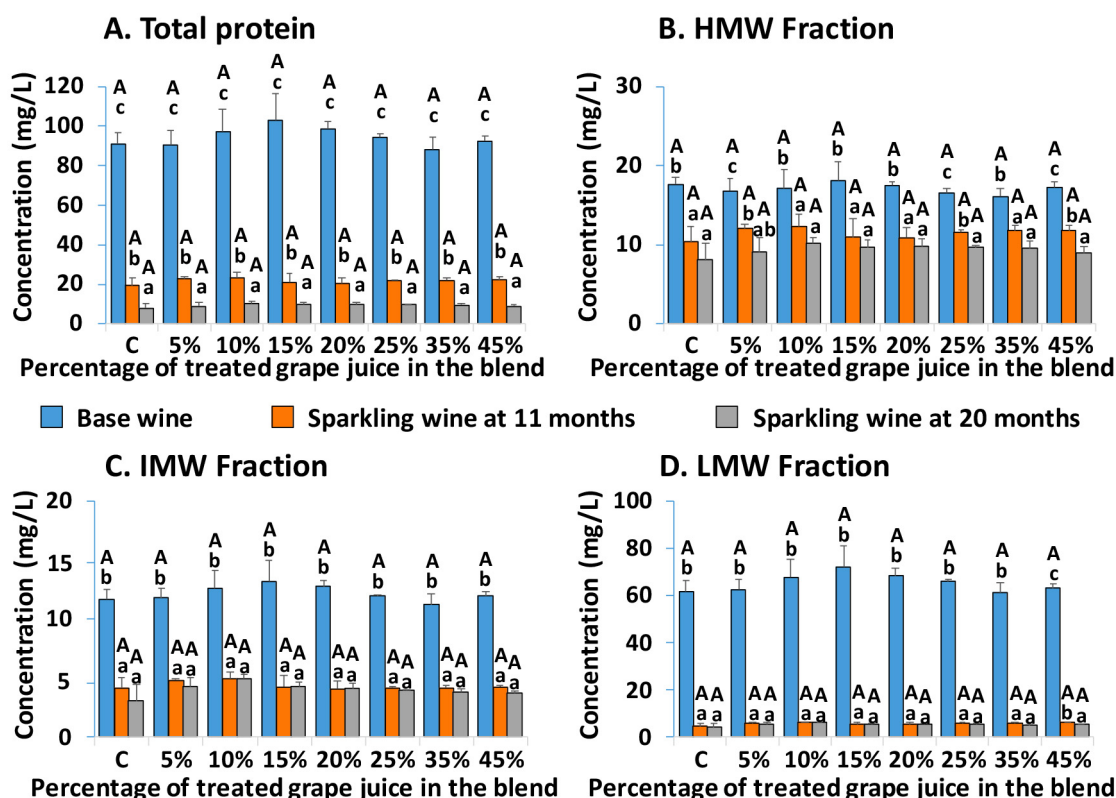 A. Total protein
Concentration (mg/L)
120
100
80
60
40
20
0
A A A A A A A A
c c c c c c c c
A A A A A A A A
b b b b b b b b
A A A A A A A A
a a a a a a a a
C 5% 10% 15% 20% 25% 35% 45%
Percentage of treated grape juice in the blend
B. HMW Fraction
Concentration (mg/L)
30
20
10
0
A A A A A A A A
b c b b b c b c
A A A A A A A A
a b a a a b a b
A A A A A A A A
a ab a a a a a a
C 5% 10% 15% 20% 25% 35% 45%
Percentage of treated grape juice in the blend
Base wine
Sparkling wine at 11 months
Sparkling wine at 20 months
C. IMW Fraction
Concentration (mg/L)
20
15
10
5
0
A A A A A A A A
b b b b b b b b
A A A A A A A A A A A A A A A A
a a a a a a a a a a a a a a a a
C 5% 10% 15% 20% 25% 35% 45%
Percentage of treated grape juice in the blend
D. LMW Fraction
Concentration (mg/L)
100
80
60
40
20
0
A A A A A A A A
b b b b b b b c
A A A A A A A A A A A A A A A A
a a a a a a a a a a a a a a b a
C 5% 10% 15% 20% 25% 35% 45%
Percentage of treated grape juice in the blend